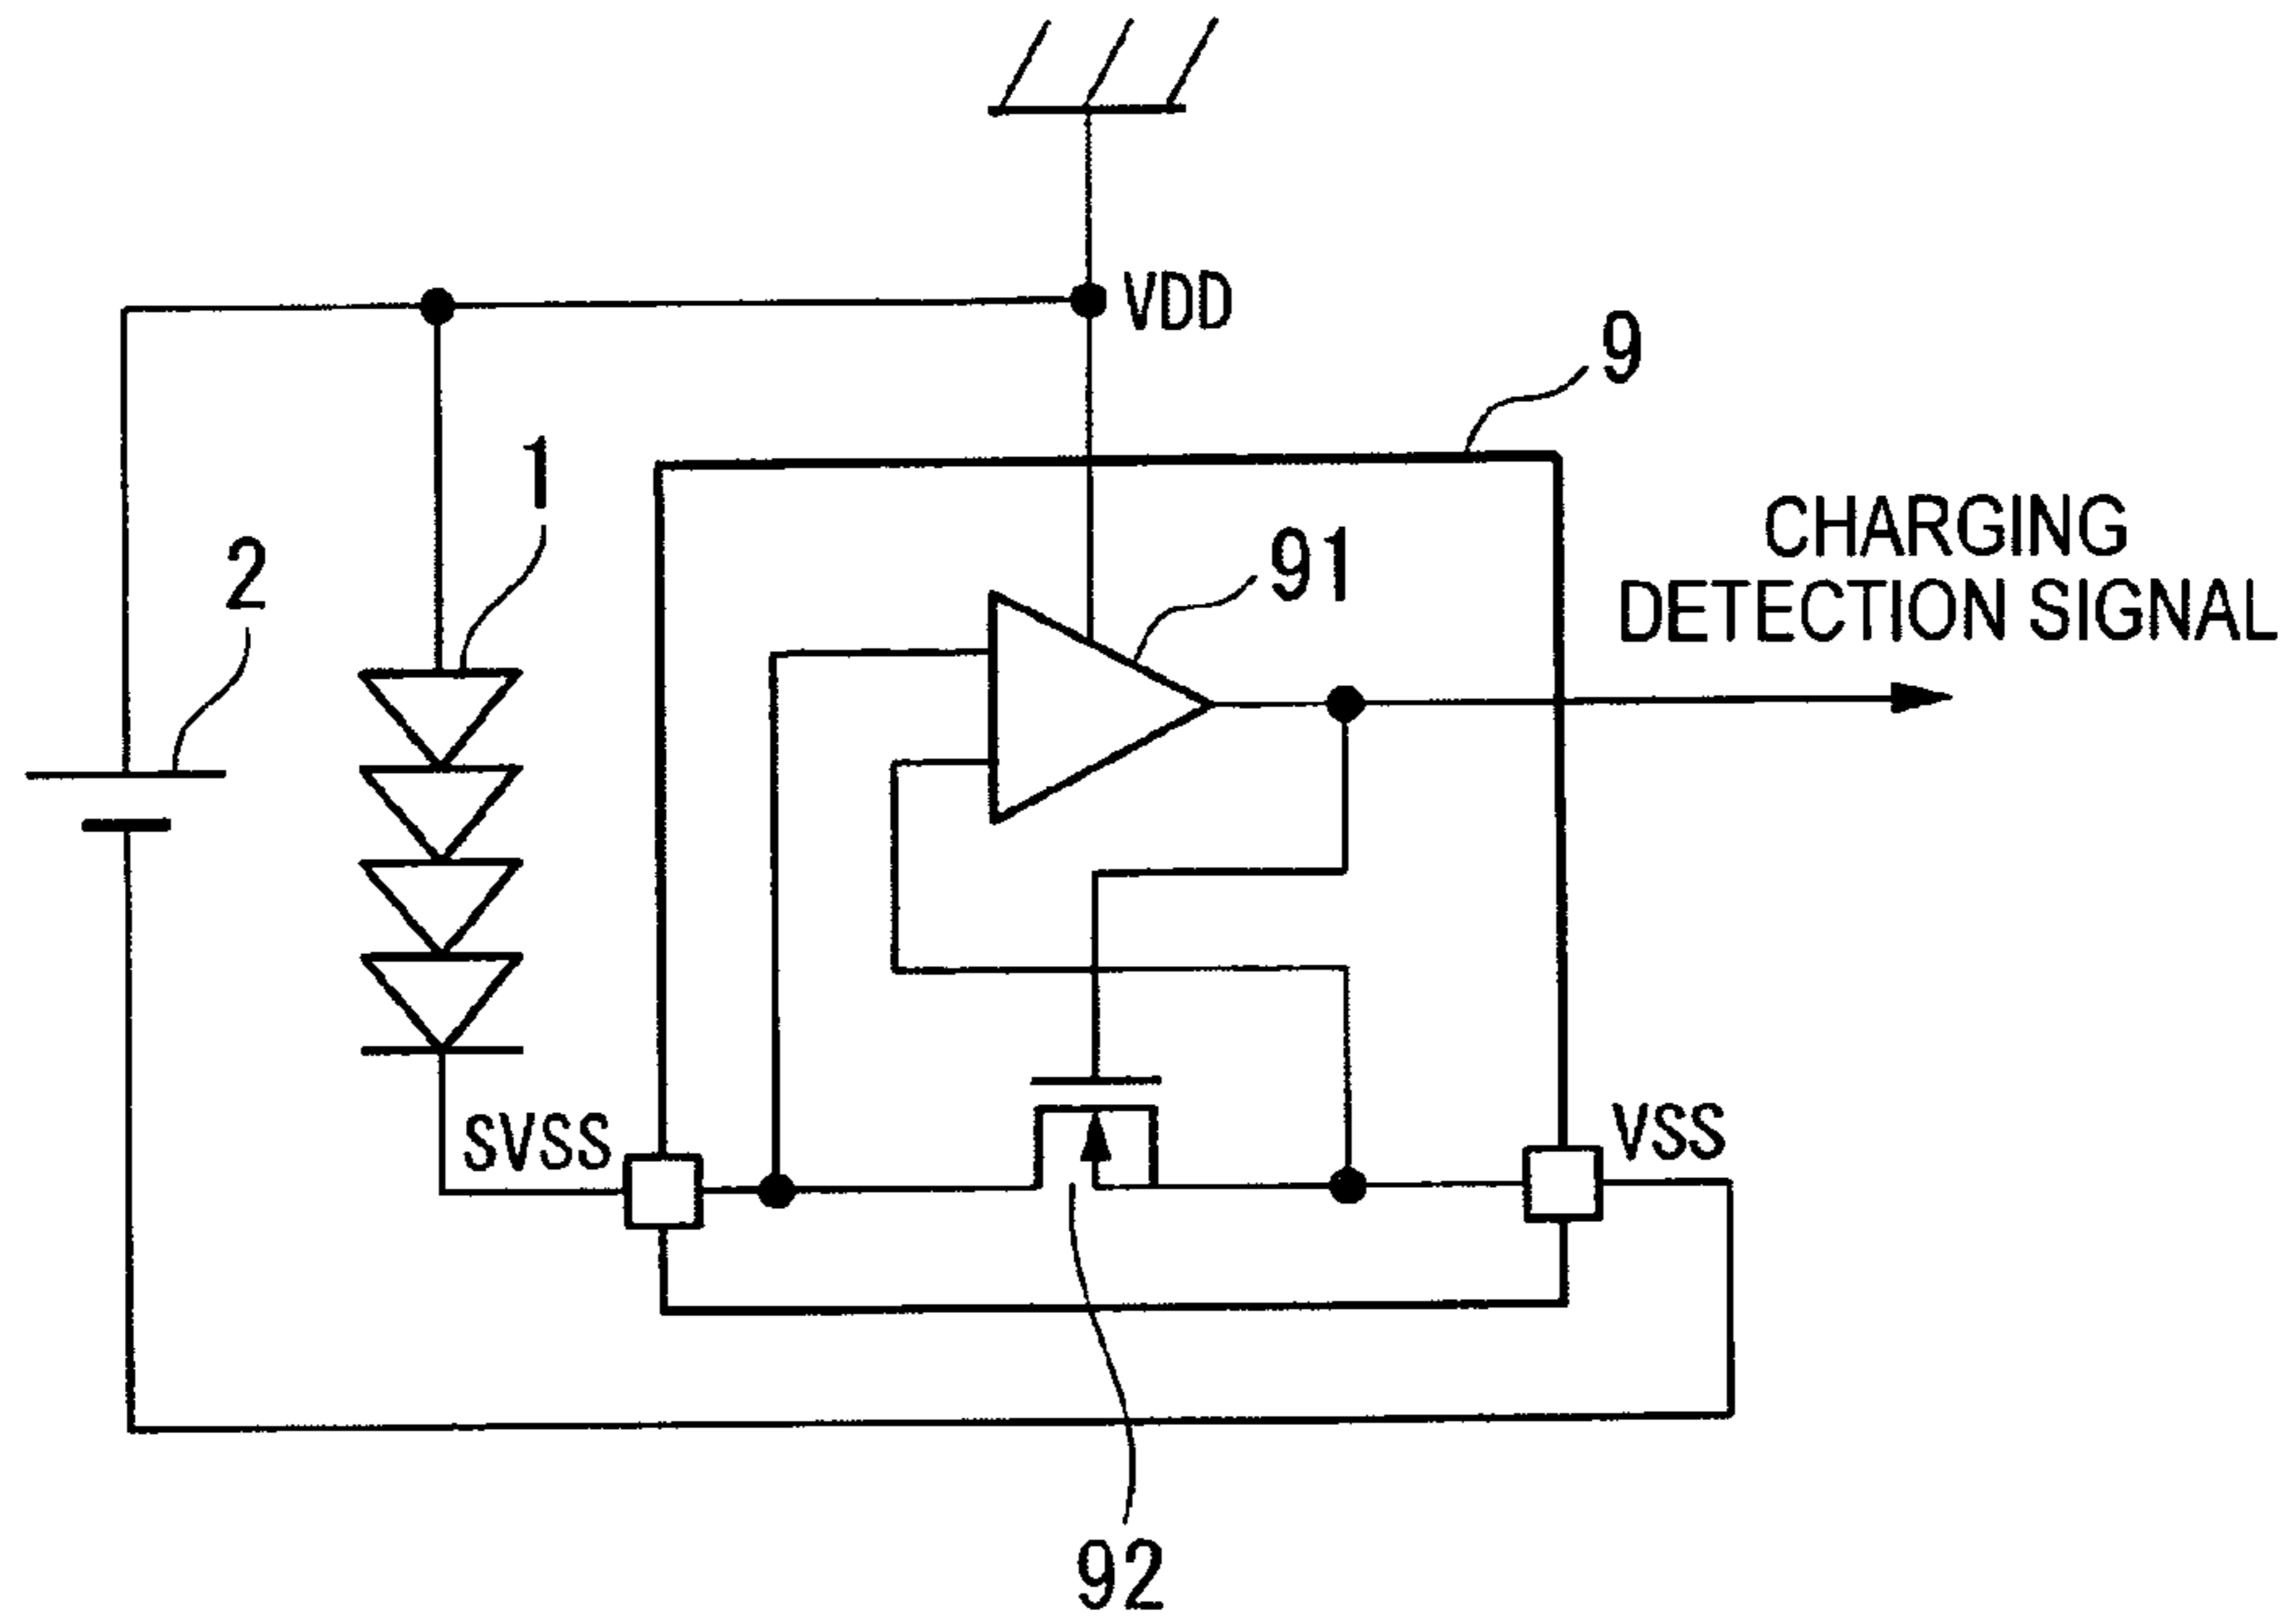 VDD
9
1
CHARGING
DETECTION SIGNAL
91
2
SVSS
VSS
92